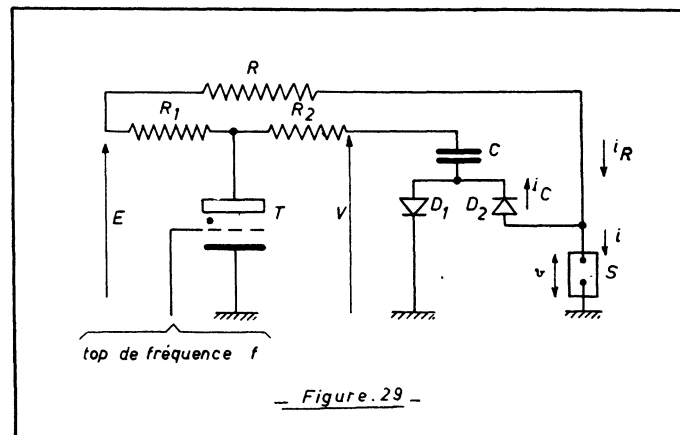 R
R1 R2
C
iR
E T V D1 D2 iC
i
v S
top de fréquence f
_ Figure.29 _